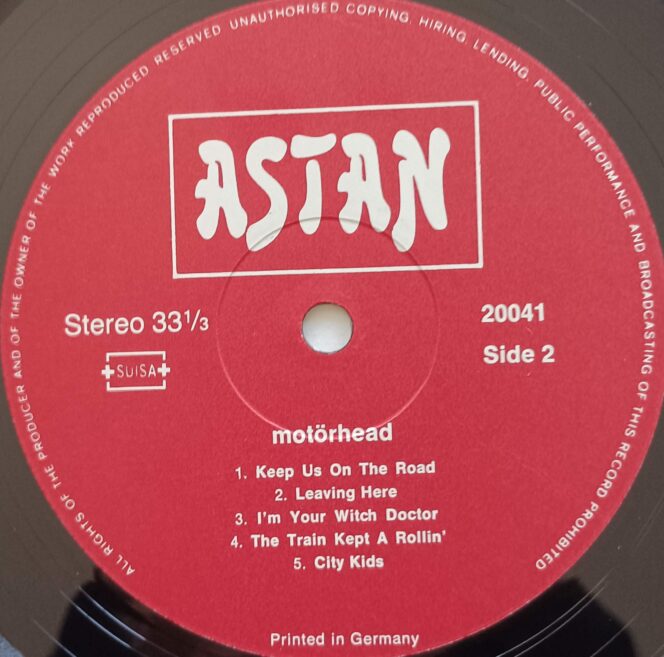 ALL RIGHTS OF THE PRODUCER AND OF THE OWNER OF THE WORK REPRODUCED RESERVED. UNAUTHORISED COPYING, HIRING, LENDING, PUBLIC PERFORMANCE AND BROADCASTING OF THIS RECORD PROHIBITED
ASTAN
Stereo 33⅓
SUISA
20041
Side 2
motörhead
1. Keep Us On The Road
2. Leaving Here
3. I'm Your Witch Doctor
4. The Train Kept A Rollin'
5. City Kids
Printed in Germany